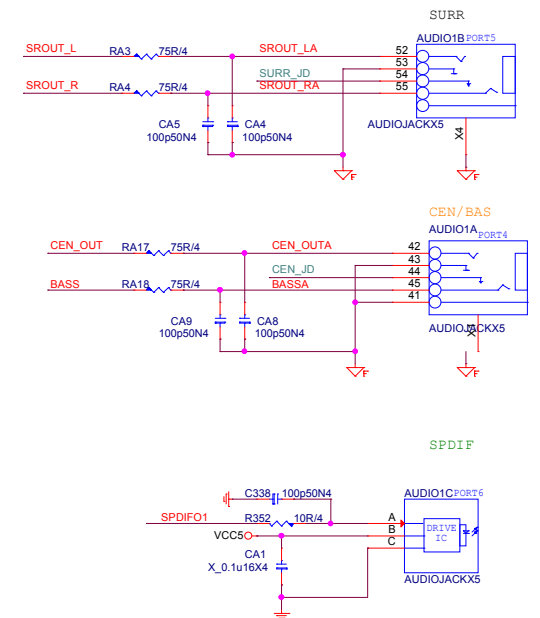 SURR
AUDIO1B PORT5
SROUT_L RA3 75R/4 SROUT_LA 52
53
SURR_JD 54
SROUT_R RA4 75R/4 SROUT_RA 55
CA5 CA4
100p50N4 100p50N4
AUDIOJACKX5
X4
F F
CEN/BAS
AUDIO1A PORT4
CEN_OUT RA17 75R/4 CEN_OUTA 42
43
CEN_JD 44
BASS RA18 75R/4 BASSA 45
41
CA9 CA8
100p50N4 100p50N4
AUDIOJACKX5
F F
SPDIF
C338 100p50N4 AUDIO1C PORT6
SPDIFO1 R352 10R/4 A
VCC5 B DRIVE
C IC
CA1
X_0.1u16X4
AUDIOJACKX5